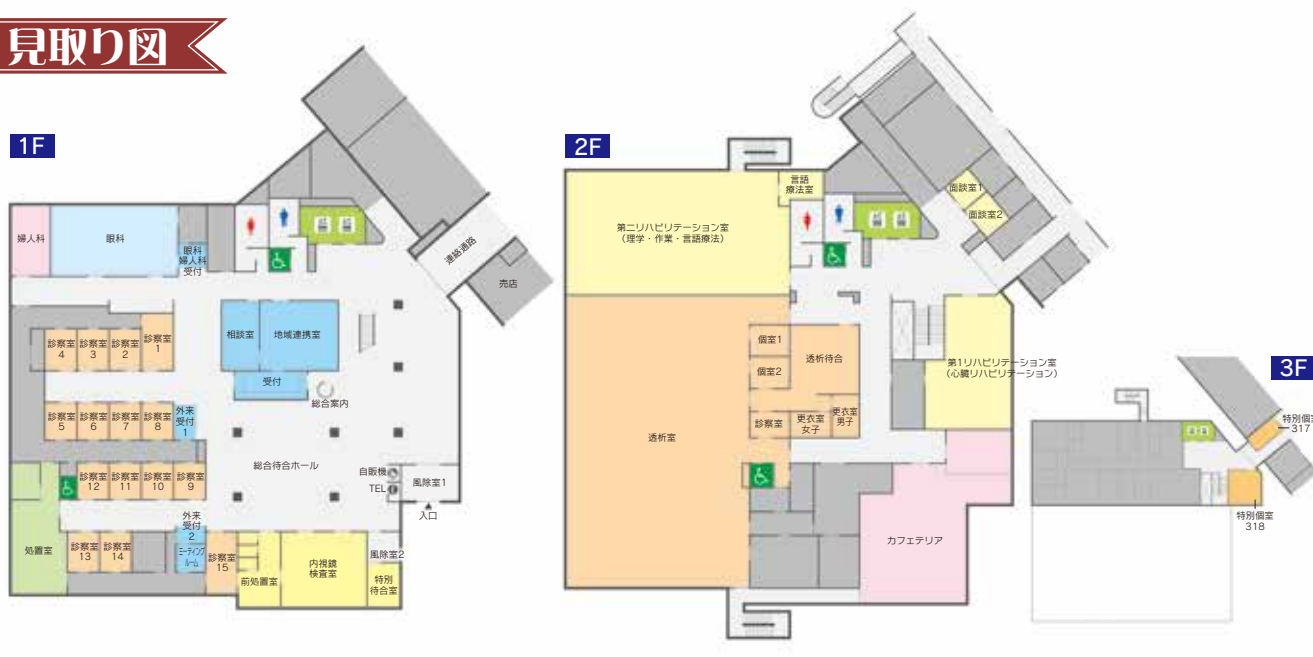 見取り図
1F
婦人科
眼科
眼科
婦人科
受付
連絡通路
売店
相談室
地域連携室
受付
総合案内
診察室
4
診察室
3
診察室
2
診察室
1
診察室
5
診察室
6
診察室
7
診察室
8
外来
受付
1
総合待合ホール
診察室
12
診察室
11
診察室
10
診察室
9
自販機
TEL
風除室1
入口
処置室
診察室
13
診察室
14
外来
受付
2
ミーティング
ルーム
診察室
15
前処置室
内視鏡
検査室
風除室2
特別
待合室
2F
言語
療法室
第二リハビリテーション室
(理学・作業・言語療法)
面談室1
面談室2
個室1
個室2
透析待合
診察室
更衣室
女子
更衣室
男子
透析室
第1リハビリテーション室
(心臓リハビリテーション)
カフェテリア
3F
特別個室
317
特別個室
318